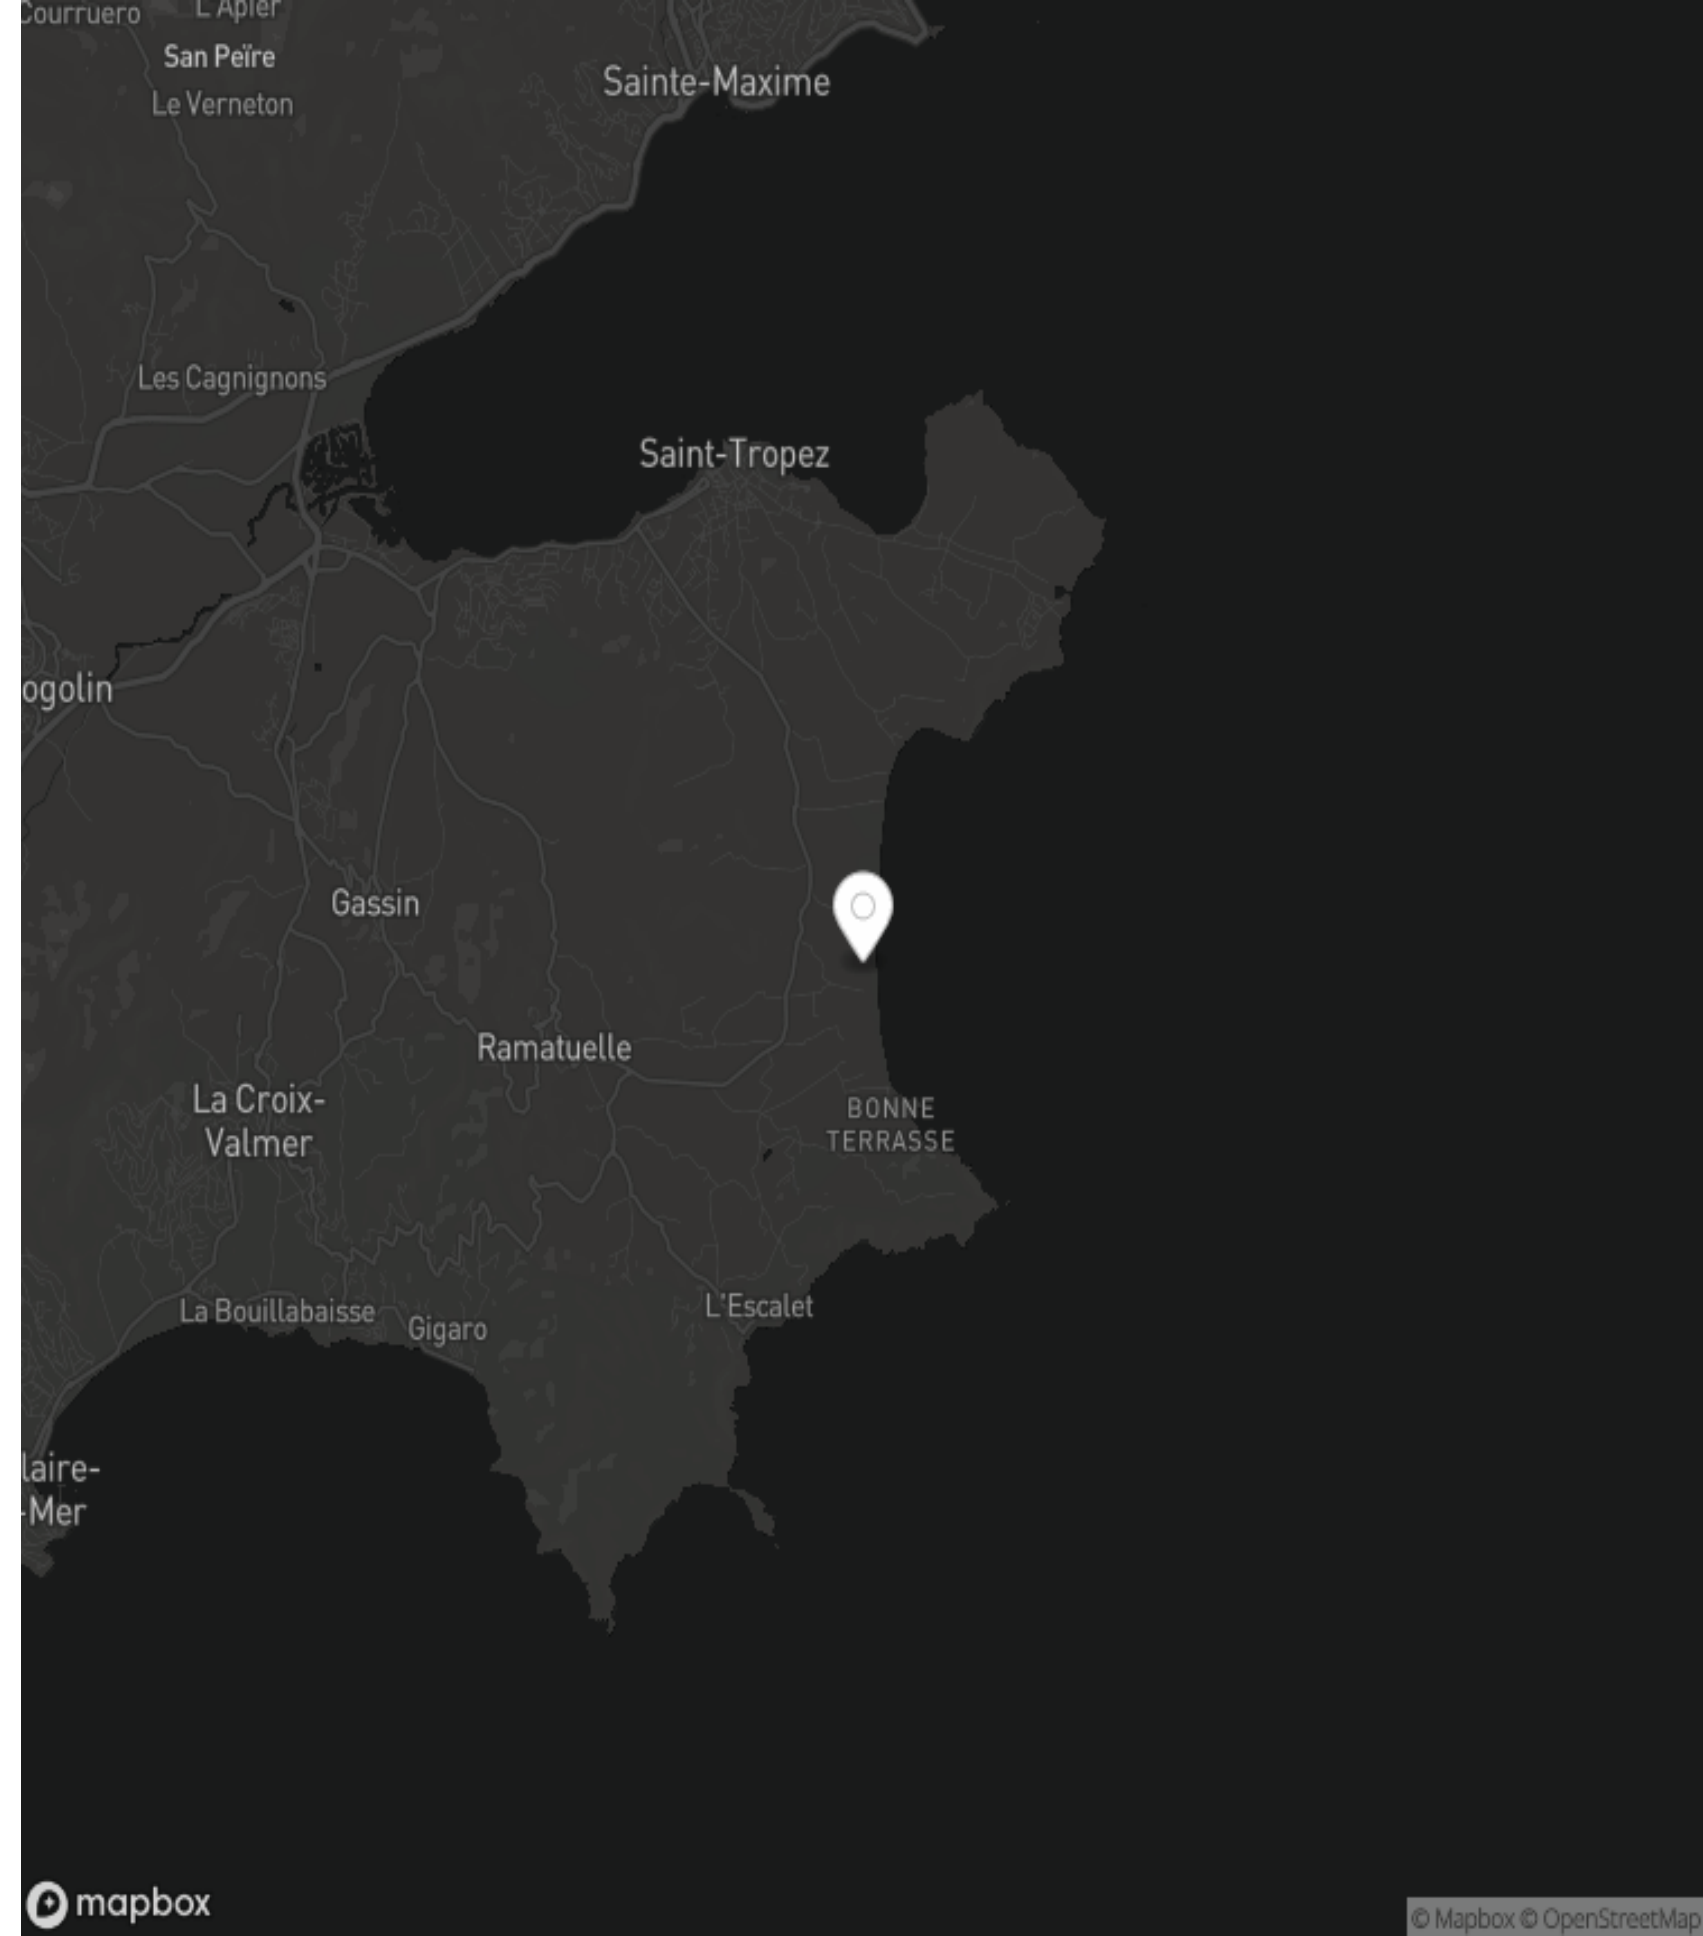 Courruero
L'Apier
San Peïre
Le Verneton
Sainte-Maxime
Les Cagnignons
Saint-Tropez
ogolin
Gassin
Ramatuelle
La Croix-
Valmer
BONNE
TERRASSE
La Bouillabaisse
Gigaro
L'Escalet
laire-
-Mer
mapbox
© Mapbox © OpenStreetMap